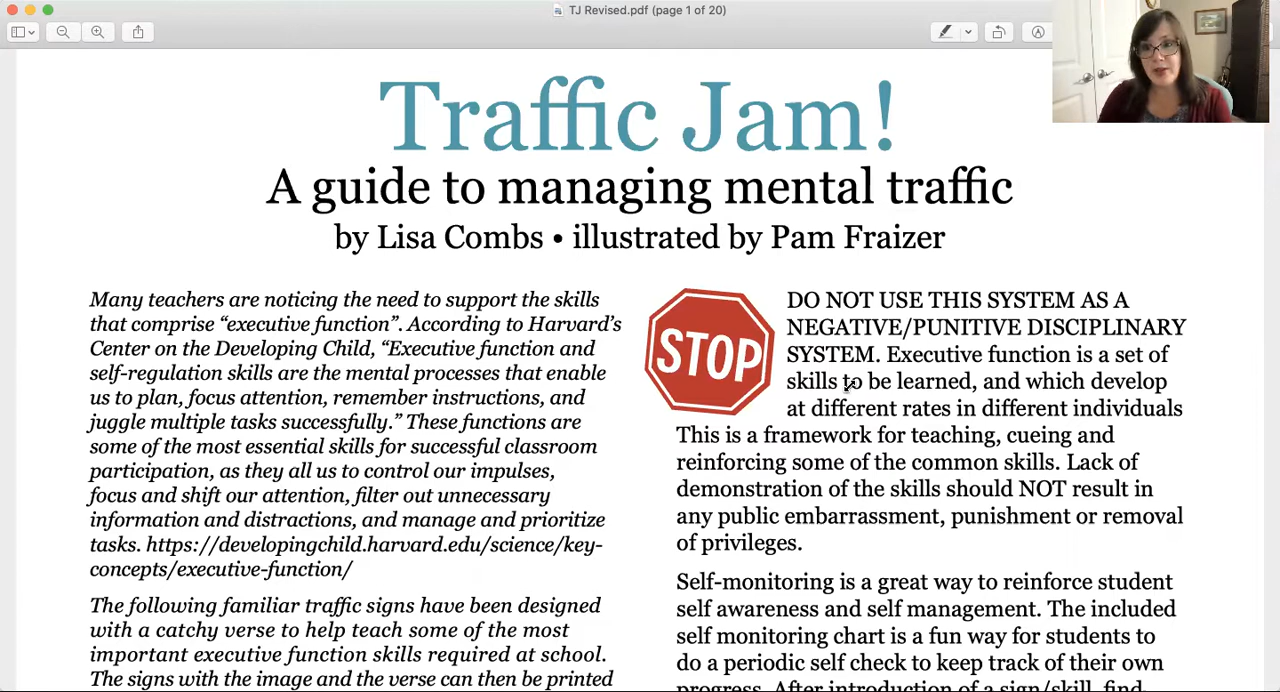 TJ Revised.pdf (page 1 of 20)
Traffic Jam!
A guide to managing mental traffic
by Lisa Combs • illustrated by Pam Fraizer
Many teachers are noticing the need to support the skills
that comprise “executive function”. According to Harvard’s
Center on the Developing Child, “Executive function and
self-regulation skills are the mental processes that enable
us to plan, focus attention, remember instructions, and
juggle multiple tasks successfully.” These functions are
some of the most essential skills for successful classroom
participation, as they all us to control our impulses,
focus and shift our attention, filter out unnecessary
information and distractions, and manage and prioritize
tasks. https://developingchild.harvard.edu/science/key-
concepts/executive-function/
The following familiar traffic signs have been designed
with a catchy verse to help teach some of the most
important executive function skills required at school.
The signs with the image and the verse can then be printed
STOP
DO NOT USE THIS SYSTEM AS A
NEGATIVE/PUNITIVE DISCIPLINARY
SYSTEM. Executive function is a set of
skills to be learned, and which develop
at different rates in different individuals
This is a framework for teaching, cueing and
reinforcing some of the common skills. Lack of
demonstration of the skills should NOT result in
any public embarrassment, punishment or removal
of privileges.
Self-monitoring is a great way to reinforce student
self awareness and self management. The included
self monitoring chart is a fun way for students to
do a periodic self check to keep track of their own
progress. After introduction of a sign/skill, find